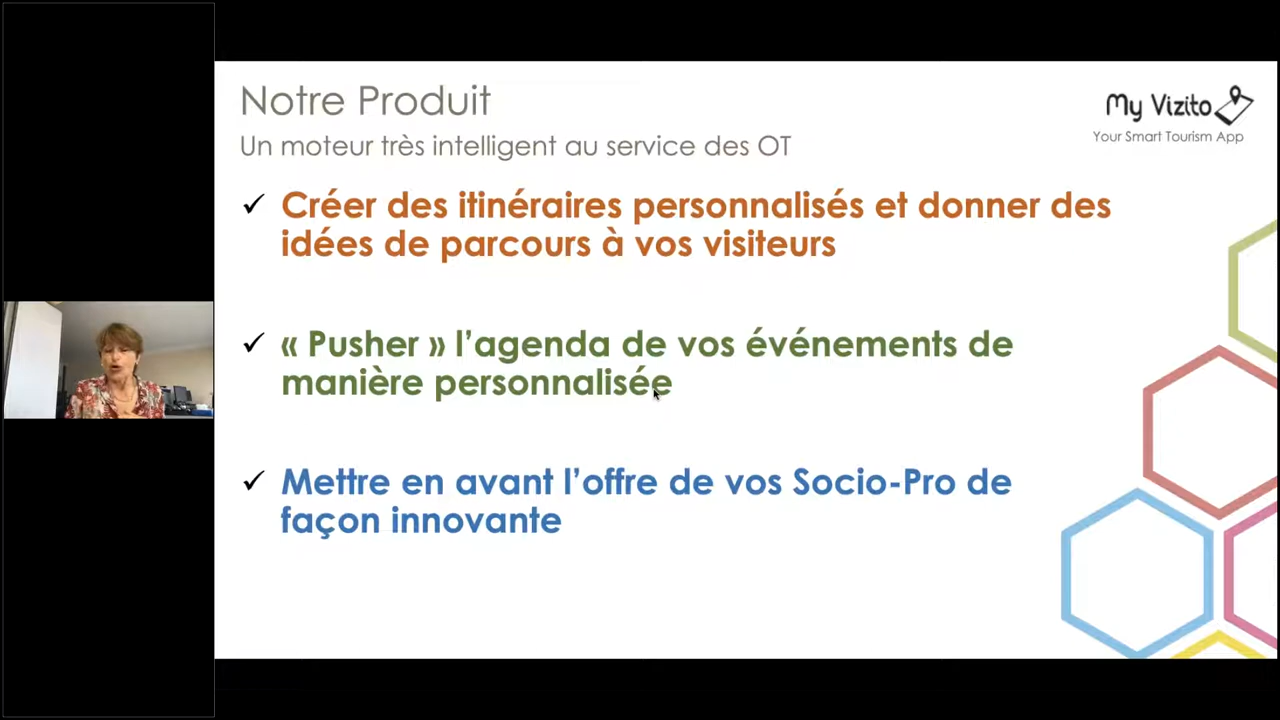 Notre Produit
Un moteur très intelligent au service des OT
My Vizito
Your Smart Tourism App
✓ Créer des itinéraires personnalisés et donner des
idées de parcours à vos visiteurs
✓ « Pusher » l’agenda de vos événements de
manière personnalisée
✓ Mettre en avant l’offre de vos Socio-Pro de
façon innovante